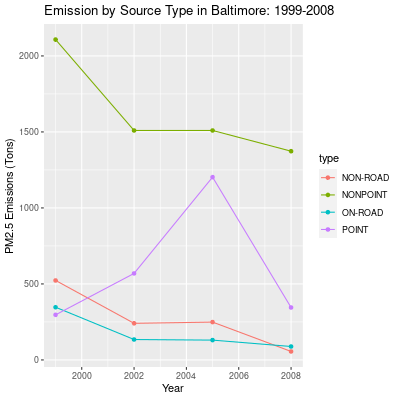 Emission by Source Type in Baltimore: 1999-2008
PM2.5 Emissions (Tons)
2000
1500
1000
500
0
2000 2002 2004 2006 2008
Year
type
NON-ROAD
NONPOINT
ON-ROAD
POINT